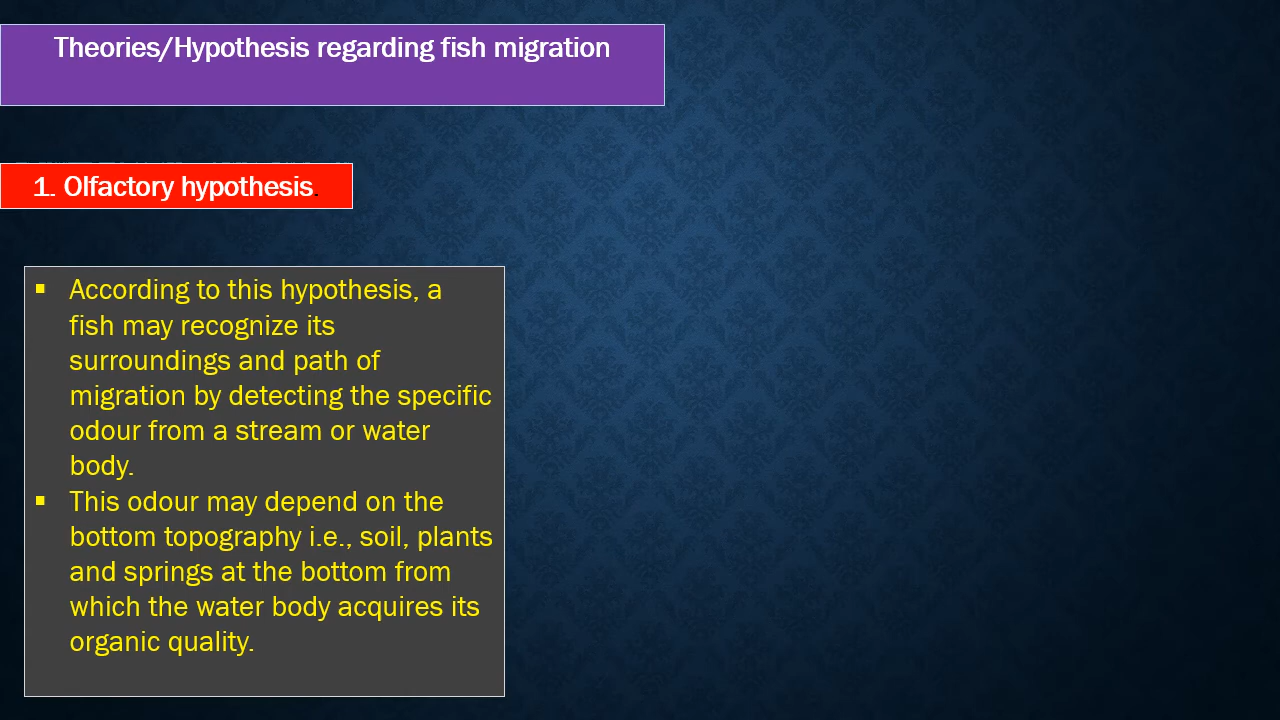 Theories/Hypothesis regarding fish migration
1. Olfactory hypothesis.
▪ According to this hypothesis, a
fish may recognize its
surroundings and path of
migration by detecting the specific
odour from a stream or water
body.
▪ This odour may depend on the
bottom topography i.e., soil, plants
and springs at the bottom from
which the water body acquires its
organic quality.